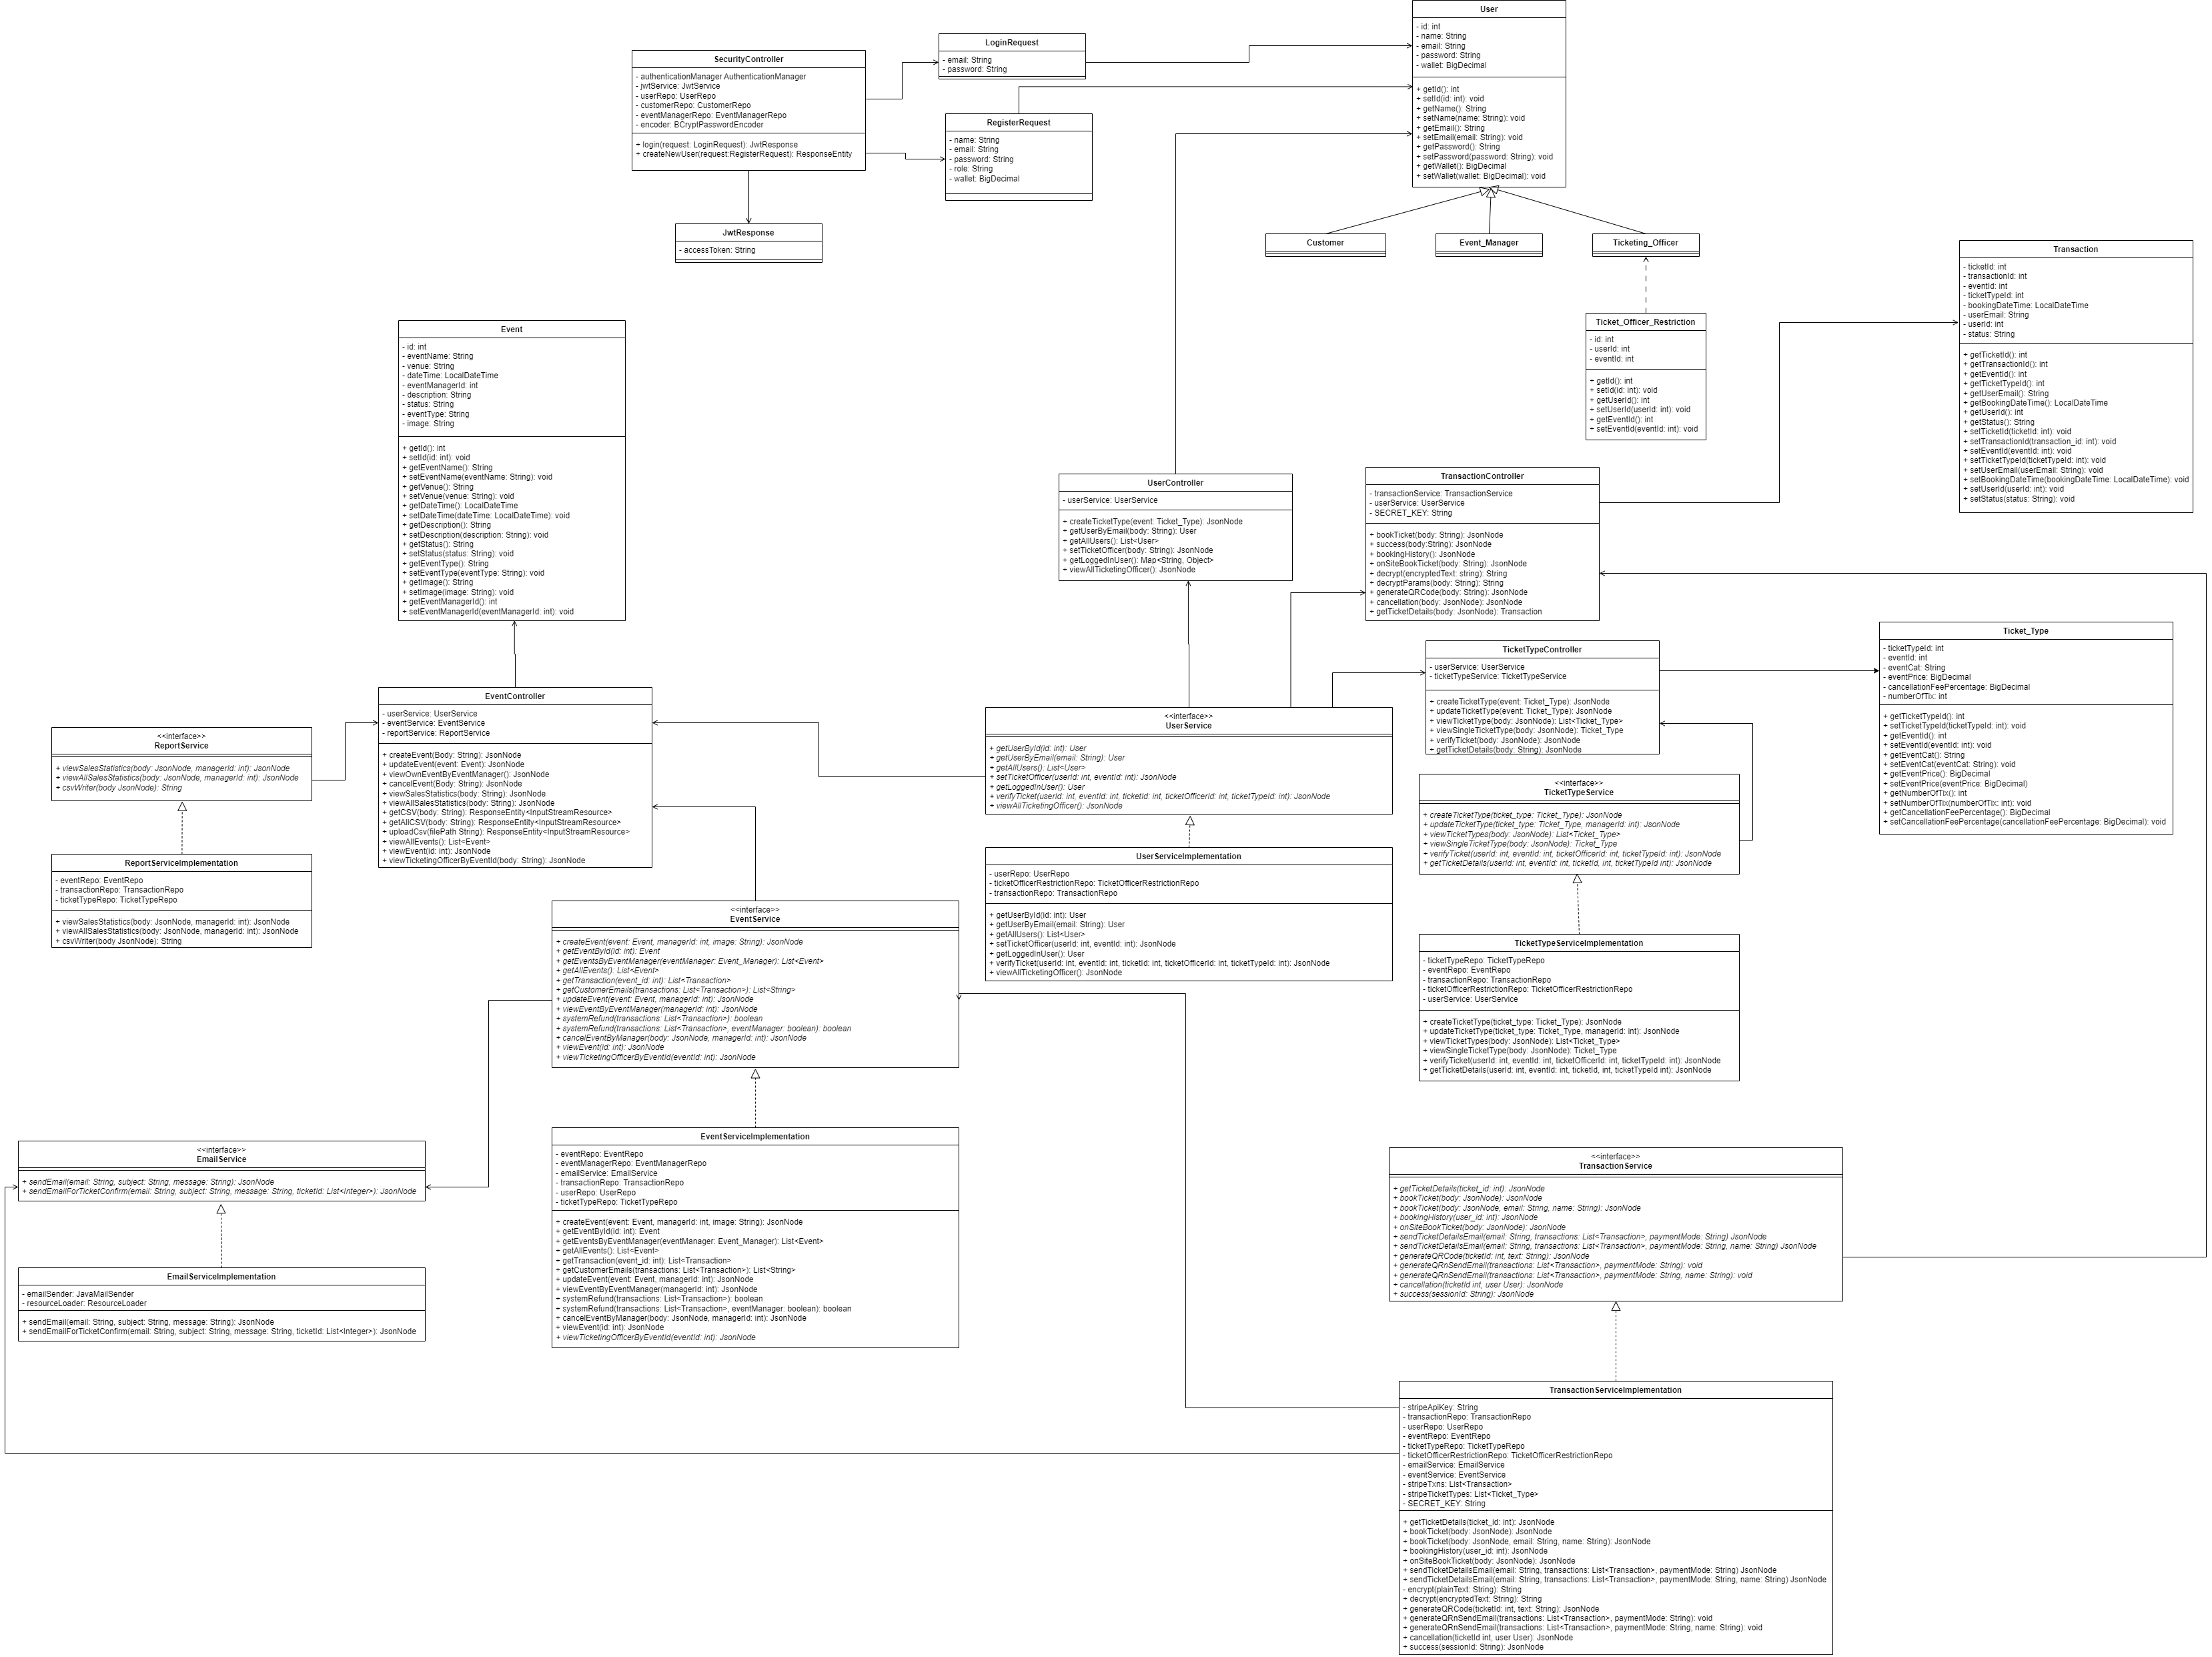 User
- id: int
- name: String
- email: String
- password: String
- wallet: BigDecimal
+ getId(): int
+ setId(id: int): void
+ getName(): String
+ setName(name: String): void
+ getEmail(): String
+ setEmail(email: String): void
+ getPassword(): String
+ setPassword(password: String): void
+ getWallet(): BigDecimal
+ setWallet(wallet: BigDecimal): void
LoginRequest
- email: String
- password: String
SecurityController
- authenticationManager AuthenticationManager
- jwtService: JwtService
- userRepo: UserRepo
- customerRepo: CustomerRepo
- eventManagerRepo: EventManagerRepo
- encoder: BCryptPasswordEncoder
+ login(request: LoginRequest): JwtResponse
+ createNewUser(request:RegisterRequest): ResponseEntity
RegisterRequest
- name: String
- email: String
- password: String
- role: String
- wallet: BigDecimal
JwtResponse
- accessToken: String
Customer
Event_Manager
Ticketing_Officer
Transaction
- ticketId: int
- transactionId: int
- eventId: int
- ticketTypeId: int
- bookingDateTime: LocalDateTime
- userEmail: String
- userId: int
- status: String
+ getTicketId(): int
+ getTransactionId(): int
+ getEventId(): int
+ getTicketTypeId(): int
+ getUserEmail(): String
+ getBookingDateTime(): LocalDateTime
+ getUserId(): int
+ getStatus(): String
+ setTicketId(ticketId: int): void
+ setTransactionId(transaction_id: int): void
+ setEventId(eventId: int): void
+ setTicketTypeId(ticketTypeId: int): void
+ setUserEmail(userEmail: String): void
+ setBookingDateTime(bookingDateTime: LocalDateTime): void
+ setUserId(userId: int): void
+ setStatus(status: String): void
Ticket_Officer_Restriction
- id: int
- userId: int
- eventId: int
+ getId(): int
+ setId(id: int): void
+ getUserId(): int
+ setUserId(userId: int): void
+ getEventId(): int
+ setEventId(eventId: int): void
Event
- id: int
- eventName: String
- venue: String
- dateTime: LocalDateTime
- eventManagerId: int
- description: String
- status: String
- eventType: String
- image: String
+ getId(): int
+ setId(id: int): void
+ getEventName(): String
+ setEventName(eventName: String): void
+ getVenue(): String
+ setVenue(venue: String): void
+ getDateTime(): LocalDateTime
+ setDateTime(dateTime: LocalDateTime): void
+ getDescription(): String
+ setDescription(description: String): void
+ getStatus(): String
+ setStatus(status: String): void
+ getEventType(): String
+ setEventType(eventType: String): void
+ getImage(): String
+ setImage(image: String): void
+ getEventManagerId(): int
+ setEventManagerId(eventManagerId: int): void
UserController
- userService: UserService
+ createTicketType(event: Ticket_Type): JsonNode
+ getUserByEmail(body: String): User
+ getAllUsers(): List<User>
+ setTicketOfficer(body: String): JsonNode
+ getLoggedInUser(): Map<String, Object>
+ viewAllTicketingOfficer(): JsonNode
TransactionController
- transactionService: TransactionService
- userService: UserService
- SECRET_KEY: String
+ bookTicket(body: String): JsonNode
+ success(body:String): JsonNode
+ bookingHistory(): JsonNode
+ onSiteBookTicket(body: String): JsonNode
+ decrypt(encryptedText: string): String
+ decryptParams(body: String): String
+ generateQRCode(body: String): JsonNode
+ cancellation(body: JsonNode): JsonNode
+ getTicketDetails(body: JsonNode): Transaction
TicketTypeController
- userService: UserService
- ticketTypeService: TicketTypeService
+ createTicketType(event: Ticket_Type): JsonNode
+ updateTicketType(event: Ticket_Type): JsonNode
+ viewTicketType(body: JsonNode): List<Ticket_Type>
+ viewSingleTicketType(body: JsonNode): Ticket_Type
+ verifyTicket(body: JsonNode): JsonNode
+ getTicketDetails(body: String): JsonNode
Ticket_Type
- ticketTypeId: int
- eventId: int
- eventCat: String
- eventPrice: BigDecimal
- cancellationFeePercentage: BigDecimal
- numberOfTix: int
+ getTicketTypeId(): int
+ setTicketTypeId(ticketTypeId: int): void
+ getEventId(): int
+ setEventId(eventId: int): void
+ getEventCat(): String
+ setEventCat(eventCat: String): void
+ getEventPrice(): BigDecimal
+ setEventPrice(eventPrice: BigDecimal)
+ getNumberOfTix(): int
+ setNumberOfTix(numberOfTix: int): void
+ getCancellationFeePercentage(): BigDecimal
+ setCancellationFeePercentage(cancellationFeePercentage: BigDecimal): void
EventController
- userService: UserService
- eventService: EventService
- reportService: ReportService
+ createEvent(Body: String): JsonNode
+ updateEvent(event: Event): JsonNode
+ viewOwnEventByEventManager(): JsonNode
+ cancelEvent(Body: String): JsonNode
+ viewSalesStatistics(body: String): JsonNode
+ viewAllSalesStatistics(body: String): JsonNode
+ getCSV(body: String): ResponseEntity<InputStreamResource>
+ getAllCSV(body: String): ResponseEntity<InputStreamResource>
+ uploadCsv(filePath String): ResponseEntity<InputStreamResource>
+ viewAllEvents(): List<Event>
+ viewEvent(id: int): JsonNode
+ viewTicketingOfficerByEventId(body: String): JsonNode
<<interface>>
ReportService
+ viewSalesStatistics(body: JsonNode, managerId: int): JsonNode
+ viewAllSalesStatistics(body: JsonNode, managerId: int): JsonNode
+ csvWriter(body JsonNode): String
ReportServiceImplementation
- eventRepo: EventRepo
- transactionRepo: TransactionRepo
- ticketTypeRepo: TicketTypeRepo
+ viewSalesStatistics(body: JsonNode, managerId: int): JsonNode
+ viewAllSalesStatistics(body: JsonNode, managerId: int): JsonNode
+ csvWriter(body JsonNode): String
<<interface>>
UserService
+ getUserById(id: int): User
+ getUserByEmail(email: String): User
+ getAllUsers(): List<User>
+ setTicketOfficer(userId: int, eventId: int): JsonNode
+ getLoggedInUser(): User
+ verifyTicket(userId: int, eventId: int, ticketId: int, ticketOfficerId: int, ticketTypeId: int): JsonNode
+ viewAllTicketingOfficer(): JsonNode
UserServiceImplementation
- userRepo: UserRepo
- ticketOfficerRestrictionRepo: TicketOfficerRestrictionRepo
- transactionRepo: TransactionRepo
+ getUserById(id: int): User
+ getUserByEmail(email: String): User
+ getAllUsers(): List<User>
+ setTicketOfficer(userId: int, eventId: int): JsonNode
+ getLoggedInUser(): User
+ verifyTicket(userId: int, eventId: int, ticketId: int, ticketOfficerId: int, ticketTypeId: int): JsonNode
+ viewAllTicketingOfficer(): JsonNode
<<interface>>
TicketTypeService
+ createTicketType(ticket_type: Ticket_Type): JsonNode
+ updateTicketType(ticket_type: Ticket_Type, managerId: int): JsonNode
+ viewTicketTypes(body: JsonNode): List<Ticket_Type>
+ viewSingleTicketType(body: JsonNode): Ticket_Type
+ verifyTicket(userId: int, eventId: int, ticketOfficerId: int, ticketTypeId: int): JsonNode
+ getTicketDetails(userId: int, eventId: int, ticketId, int, ticketTypeId int): JsonNode
TicketTypeServiceImplementation
- ticketTypeRepo: TicketTypeRepo
- eventRepo: EventRepo
- transactionRepo: TransactionRepo
- ticketOfficerRestrictionRepo: TicketOfficerRestrictionRepo
- userService: UserService
+ createTicketType(ticket_type: Ticket_Type): JsonNode
+ updateTicketType(ticket_type: Ticket_Type, managerId: int): JsonNode
+ viewTicketTypes(body: JsonNode): List<Ticket_Type>
+ viewSingleTicketType(body: JsonNode): Ticket_Type
+ verifyTicket(userId: int, eventId: int, ticketOfficerId: int, ticketTypeId: int): JsonNode
+ getTicketDetails(userId: int, eventId: int, ticketId, int, ticketTypeId int): JsonNode
<<interface>>
EventService
+ createEvent(event: Event, managerId: int, image: String): JsonNode
+ getEventById(id: int): Event
+ getEventsByEventManager(eventManager: Event_Manager): List<Event>
+ getAllEvents(): List<Event>
+ getTransaction(event_id: int): List<Transaction>
+ getCustomerEmails(transactions: List<Transaction>): List<String>
+ updateEvent(event: Event, managerId: int): JsonNode
+ viewEventByEventManager(managerId: int): JsonNode
+ systemRefund(transactions: List<Transaction>): boolean
+ systemRefund(transactions: List<Transaction>, eventManager: boolean): boolean
+ cancelEventByManager(body: JsonNode, managerId: int): JsonNode
+ viewEvent(id: int): JsonNode
+ viewTicketingOfficerByEventId(eventId: int): JsonNode
EventServiceImplementation
- eventRepo: EventRepo
- eventManagerRepo: EventManagerRepo
- emailService: EmailService
- transactionRepo: TransactionRepo
- userRepo: UserRepo
- ticketTypeRepo: TicketTypeRepo
+ createEvent(event: Event, managerId: int, image: String): JsonNode
+ getEventById(id: int): Event
+ getEventsByEventManager(eventManager: Event_Manager): List<Event>
+ getAllEvents(): List<Event>
+ getTransaction(event_id: int): List<Transaction>
+ getCustomerEmails(transactions: List<Transaction>): List<String>
+ updateEvent(event: Event, managerId: int): JsonNode
+ viewEventByEventManager(managerId: int): JsonNode
+ systemRefund(transactions: List<Transaction>): boolean
+ systemRefund(transactions: List<Transaction>, eventManager: boolean): boolean
+ cancelEventByManager(body: JsonNode, managerId: int): JsonNode
+ viewEvent(id: int): JsonNode
+ viewTicketingOfficerByEventId(eventId: int): JsonNode
<<interface>>
EmailService
+ sendEmail(email: String, subject: String, message: String): JsonNode
+ sendEmailForTicketConfirm(email: String, subject: String, message: String, ticketId: List<Integer>): JsonNode
EmailServiceImplementation
- emailSender: JavaMailSender
- resourceLoader: ResourceLoader
+ sendEmail(email: String, subject: String, message: String): JsonNode
+ sendEmailForTicketConfirm(email: String, subject: String, message: String, ticketId: List<Integer>): JsonNode
<<interface>>
TransactionService
+ getTicketDetails(ticket_id: int): JsonNode
+ bookTicket(body: JsonNode): JsonNode
+ bookTicket(body: JsonNode, email: String, name: String): JsonNode
+ bookingHistory(user_id: int): JsonNode
+ onSiteBookTicket(body: JsonNode): JsonNode
+ sendTicketDetailsEmail(email: String, transactions: List<Transaction>, paymentMode: String) JsonNode
+ sendTicketDetailsEmail(email: String, transactions: List<Transaction>, paymentMode: String, name: String) JsonNode
+ generateQRCode(ticketId: int, text: String): JsonNode
+ generateQRnSendEmail(transactions: List<Transaction>, paymentMode: String): void
+ generateQRnSendEmail(transactions: List<Transaction>, paymentMode: String, name: String): void
+ cancellation(ticketId int, user User): JsonNode
+ success(sessionId: String): JsonNode
TransactionServiceImplementation
- stripeApiKey: String
- transactionRepo: TransactionRepo
- userRepo: UserRepo
- eventRepo: EventRepo
- ticketTypeRepo: TicketTypeRepo
- ticketOfficerRestrictionRepo: TicketOfficerRestrictionRepo
- emailService: EmailService
- eventService: EventService
- stripeTxns: List<Transaction>
- stripeTicketTypes: List<Ticket_Type>
- SECRET_KEY: String
+ getTicketDetails(ticket_id: int): JsonNode
+ bookTicket(body: JsonNode): JsonNode
+ bookTicket(body: JsonNode, email: String, name: String): JsonNode
+ bookingHistory(user_id: int): JsonNode
+ onSiteBookTicket(body: JsonNode): JsonNode
+ sendTicketDetailsEmail(email: String, transactions: List<Transaction>, paymentMode: String) JsonNode
+ sendTicketDetailsEmail(email: String, transactions: List<Transaction>, paymentMode: String, name: String) JsonNode
- encrypt(plainText: String): String
+ decrypt(encryptedText: String): String
+ generateQRCode(ticketId: int, text: String): JsonNode
+ generateQRnSendEmail(transactions: List<Transaction>, paymentMode: String): void
+ generateQRnSendEmail(transactions: List<Transaction>, paymentMode: String, name: String): void
+ cancellation(ticketId int, user User): JsonNode
+ success(sessionId: String): JsonNode